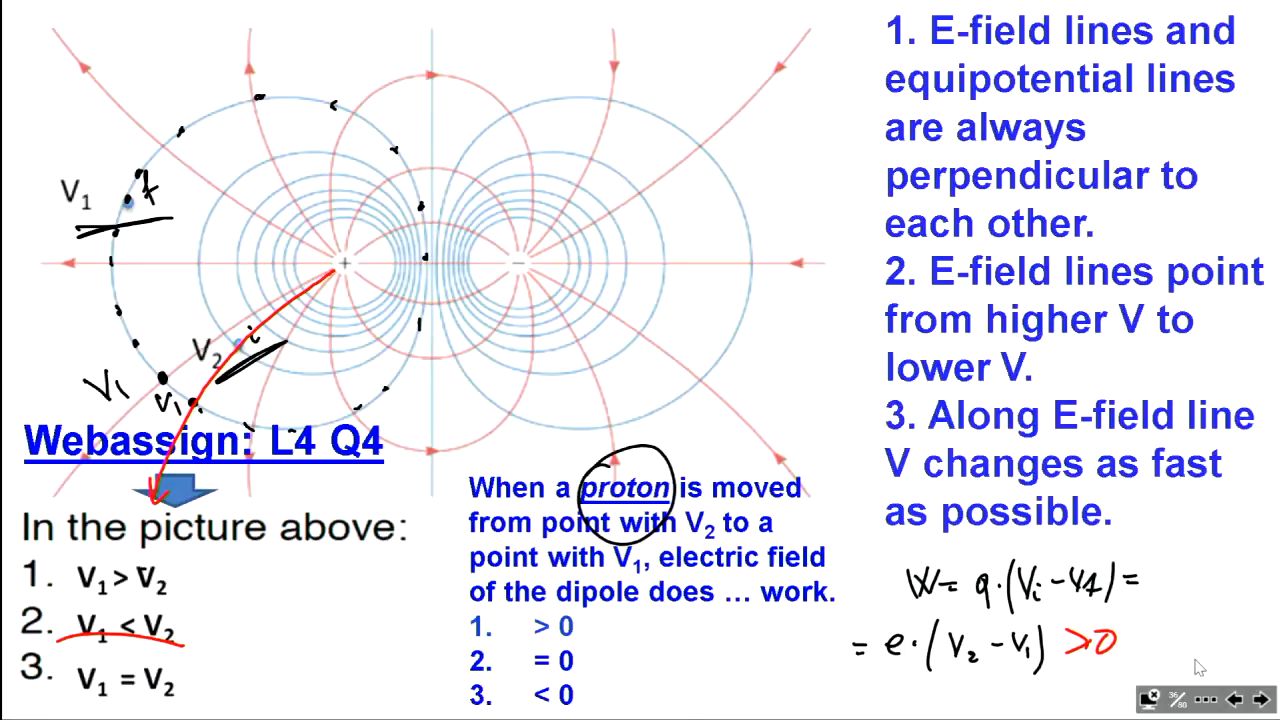 1. E-field lines and
equipotential lines
are always
perpendicular to
each other.
2. E-field lines point
from higher V to
lower V.
3. Along E-field line
V changes as fast
as possible.
V₁ f
+
−
V₂ i
V₁
V₁
Webassign: L4 Q4
In the picture above:
1. V₁ > V₂
2. V₁ < V₂
3. V₁ = V₂
When a proton is moved
from point with V₂ to a
point with V₁, electric field
of the dipole does … work.
1. > 0
2. = 0
3. < 0
W = q·(Vi − Vf) =
= e·(V₂ − V₁) >0
36/80